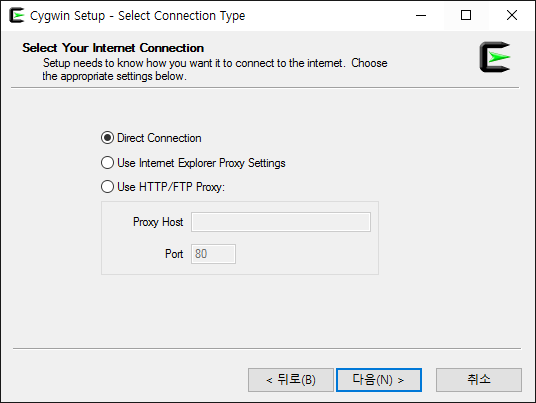 Cygwin Setup - Select Connection Type
Select Your Internet Connection
Setup needs to know how you want it to connect to the internet. Choose
the appropriate settings below.
Direct Connection
Use Internet Explorer Proxy Settings
Use HTTP/FTP Proxy:
Proxy Host
Port 80
< 뒤로(B) 다음(N) > 취소